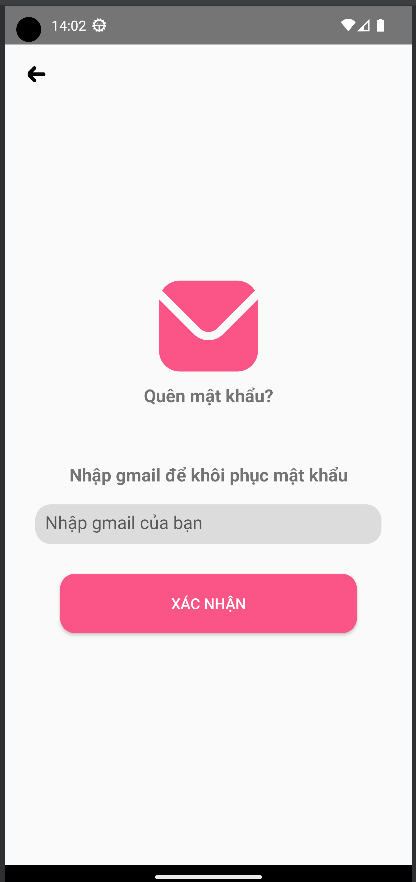 14:02
Quên mật khẩu?
Nhập gmail để khôi phục mật khẩu
Nhập gmail của bạn
XÁC NHẬN